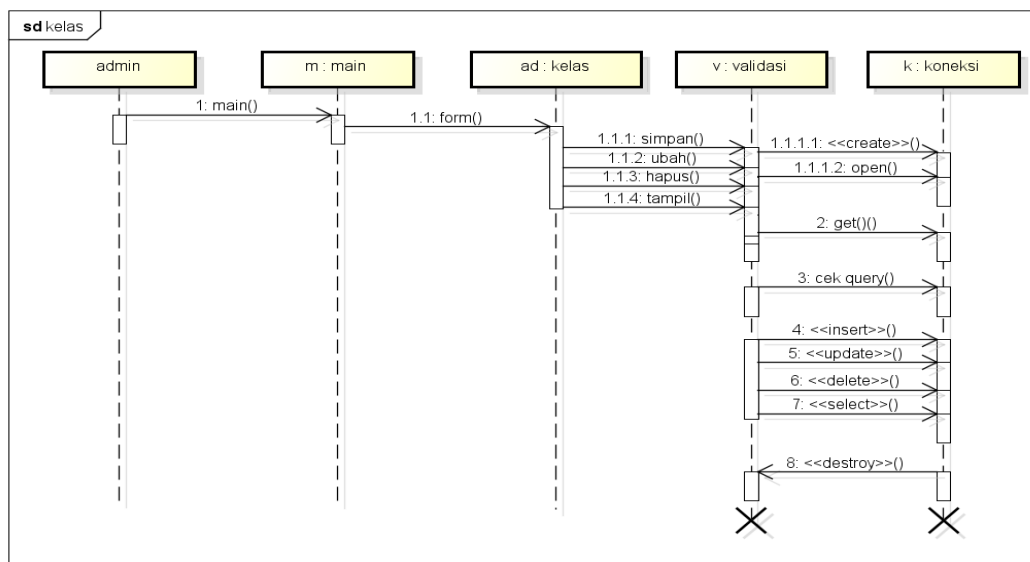 sd kelas
admin
m : main
ad : kelas
v : validasi
k : koneksi
1: main()
1.1: form()
1.1.1: simpan()
1.1.1.1: <<create>>()
1.1.2: ubah()
1.1.3: hapus()
1.1.1.2: open()
1.1.4: tampil()
2: get()()
3: cek query()
4: <<insert>>()
5: <<update>>()
6: <<delete>>()
7: <<select>>()
8: <<destroy>>()